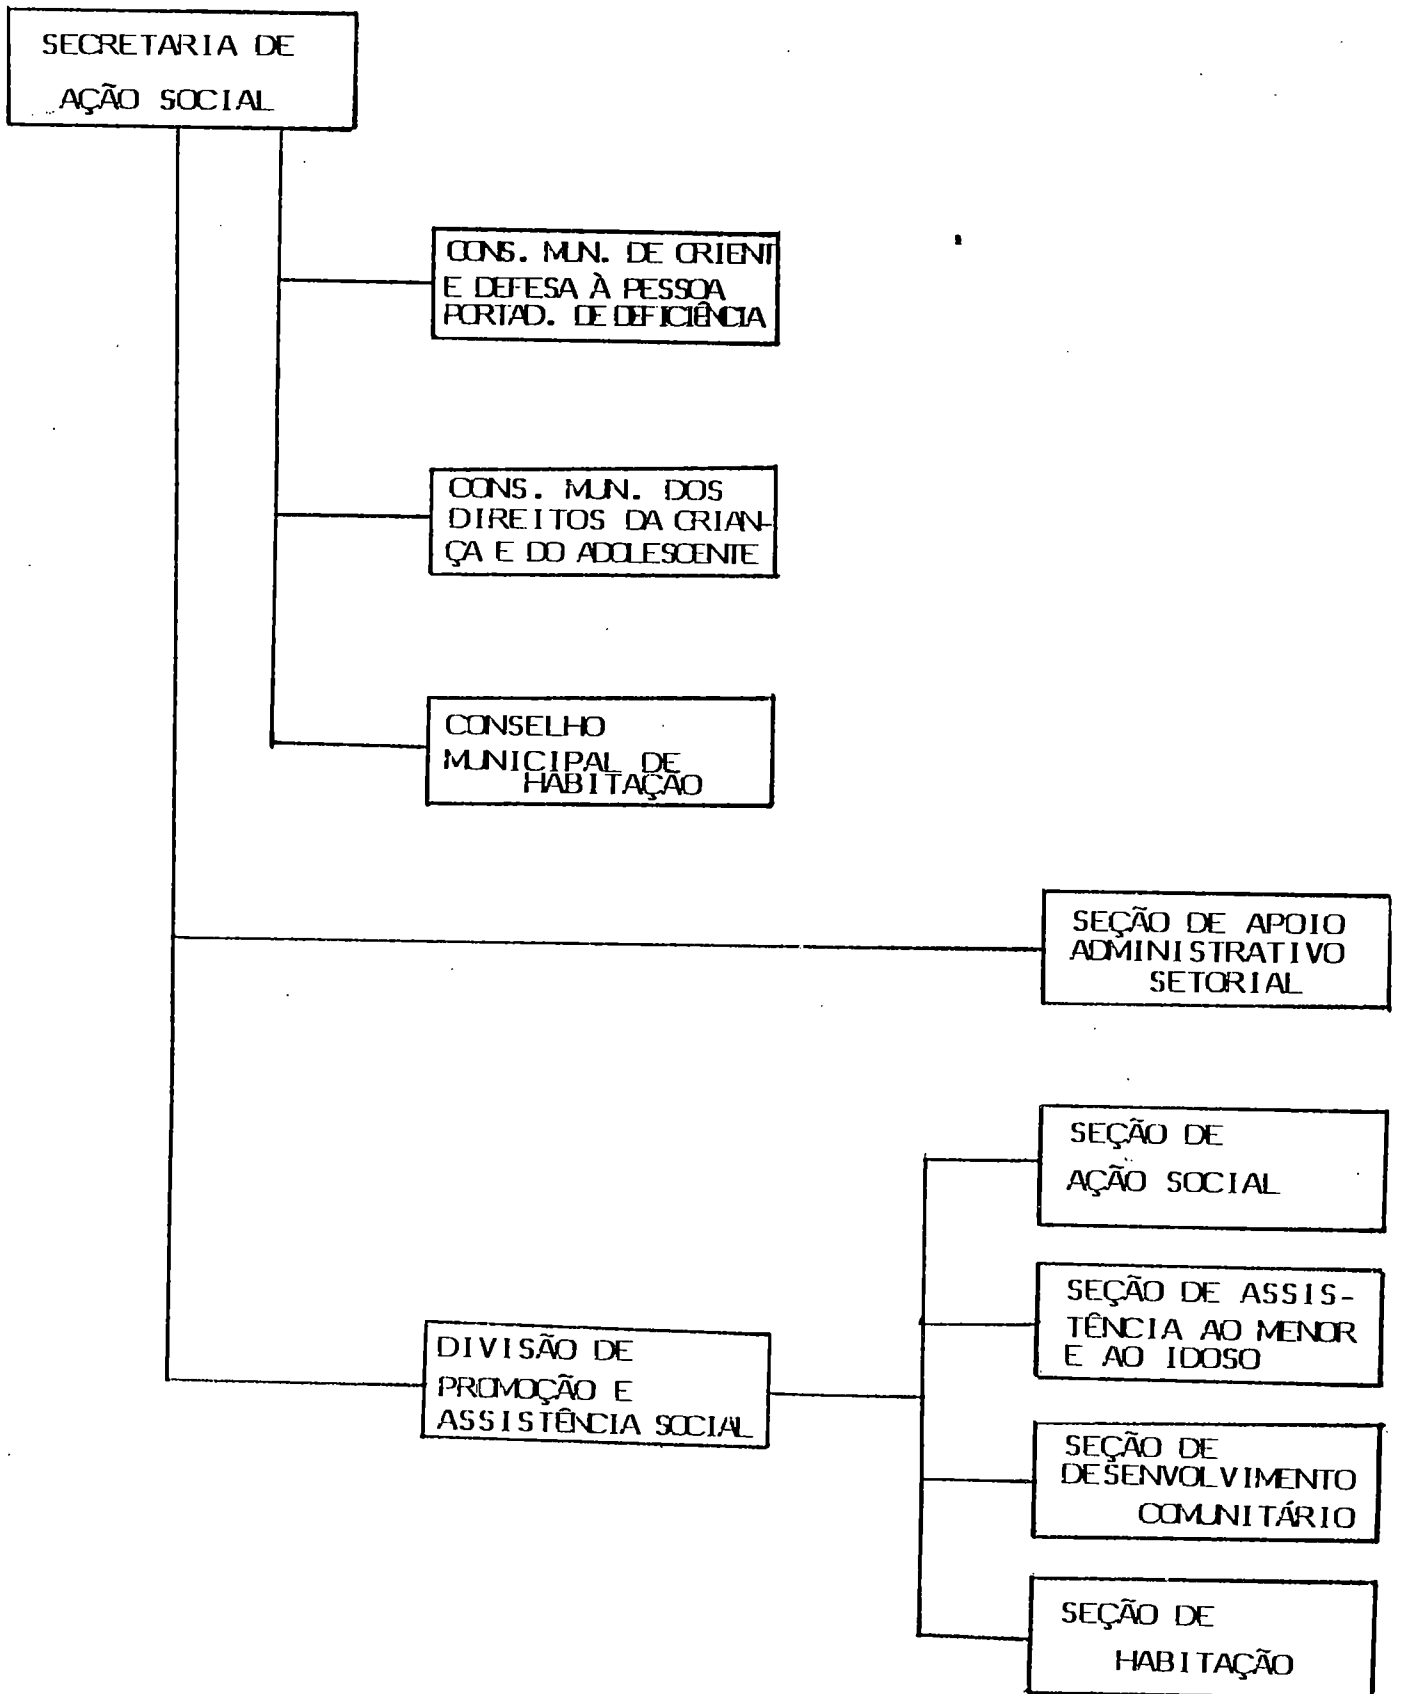 SECRETARIA DE
AÇÃO SOCIAL
CONS. MUN. DE ORIENT
E DEFESA À PESSOA
PORTAD. DE DEFICIÊNCIA
CONS. MUN. DOS
DIREITOS DA CRIAN-
ÇA E DO ADOLESCENTE
CONSELHO
MUNICIPAL DE
HABITAÇÃO
SEÇÃO DE APOIO
ADMINISTRATIVO
SETORIAL
SEÇÃO DE
AÇÃO SOCIAL
SEÇÃO DE ASSIS-
TÊNCIA AO MENOR
E AO IDOSO
DIVISÃO DE
PROMOÇÃO E
ASSISTÊNCIA SOCIAL
SEÇÃO DE
DESENVOLVIMENTO
COMUNITÁRIO
SEÇÃO DE
HABITAÇÃO